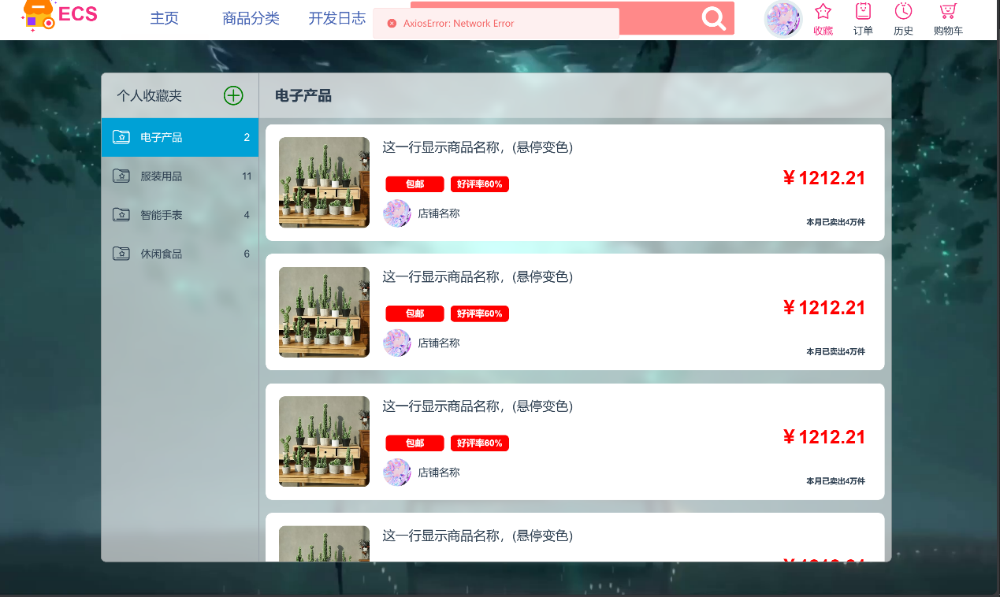 ECS
主页
商品分类
开发日志
AxiosError: Network Error
收藏
订单
历史
购物车
个人收藏夹
电子产品 2
服装用品 11
智能手表 4
休闲食品 6
电子产品
这一行显示商品名称，(悬停变色)
包邮 好评率60%
¥ 1212.21
店铺名称
本月已卖出4万件
这一行显示商品名称，(悬停变色)
包邮 好评率60%
¥ 1212.21
店铺名称
本月已卖出4万件
这一行显示商品名称，(悬停变色)
包邮 好评率60%
¥ 1212.21
店铺名称
本月已卖出4万件
这一行显示商品名称，(悬停变色)